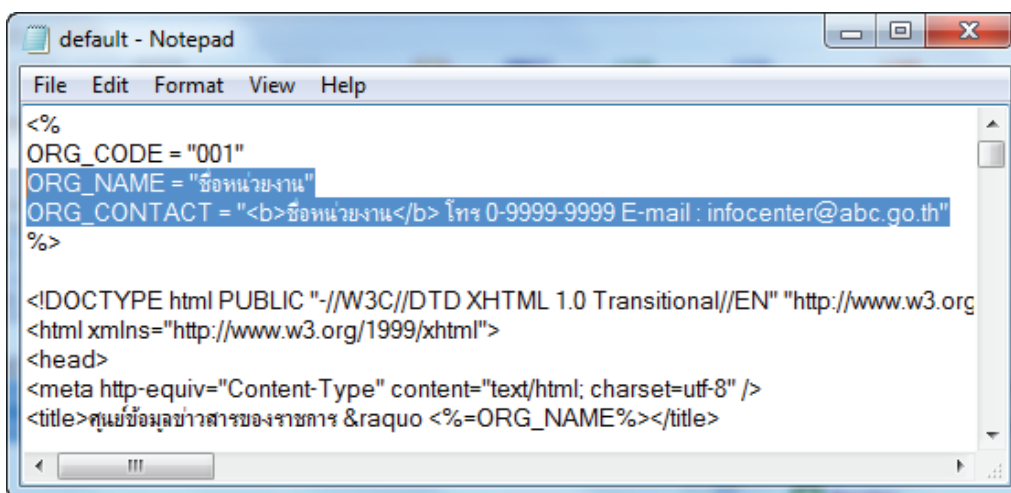 default - Notepad
File Edit Format View Help
<%
ORG_CODE = "001"
ORG_NAME = "ชื่อหน่วยงาน"
ORG_CONTACT = "<b>ชื่อหน่วยงาน</b> โทร 0-9999-9999 E-mail : infocenter@abc.go.th"
%>
<!DOCTYPE html PUBLIC "-//W3C//DTD XHTML 1.0 Transitional//EN" "http://www.w3.org
<html xmlns="http://www.w3.org/1999/xhtml">
<head>
<meta http-equiv="Content-Type" content="text/html; charset=utf-8" />
<title>ศูนย์ข้อมูลข่าวสารของราชการ &raquo <%=ORG_NAME%></title>